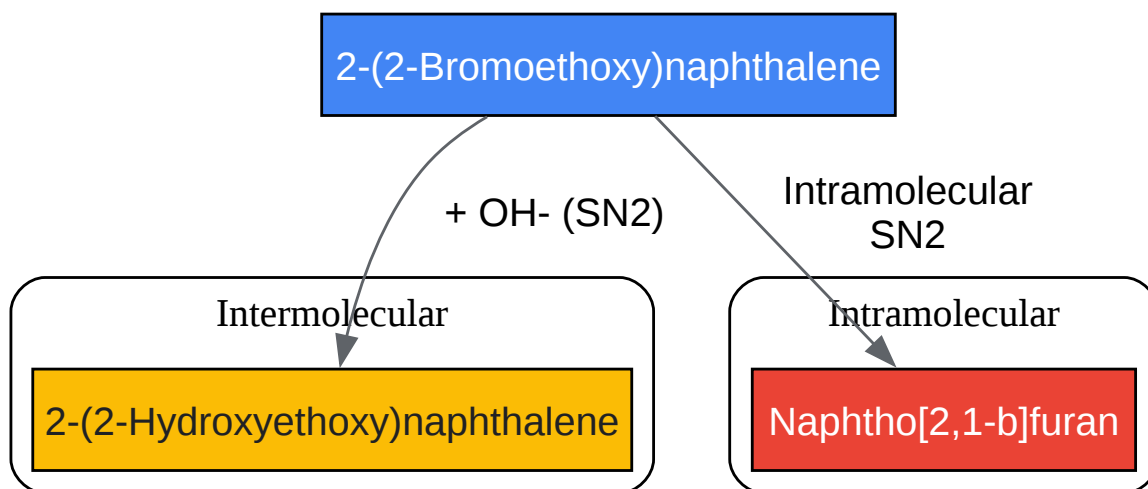 2-(2-Bromoethoxy)naphthalene
+ OH- (SN2)
Intramolecular
SN2
Intermolecular
Intramolecular
2-(2-Hydroxyethoxy)naphthalene
Naphtho[2,1-b]furan